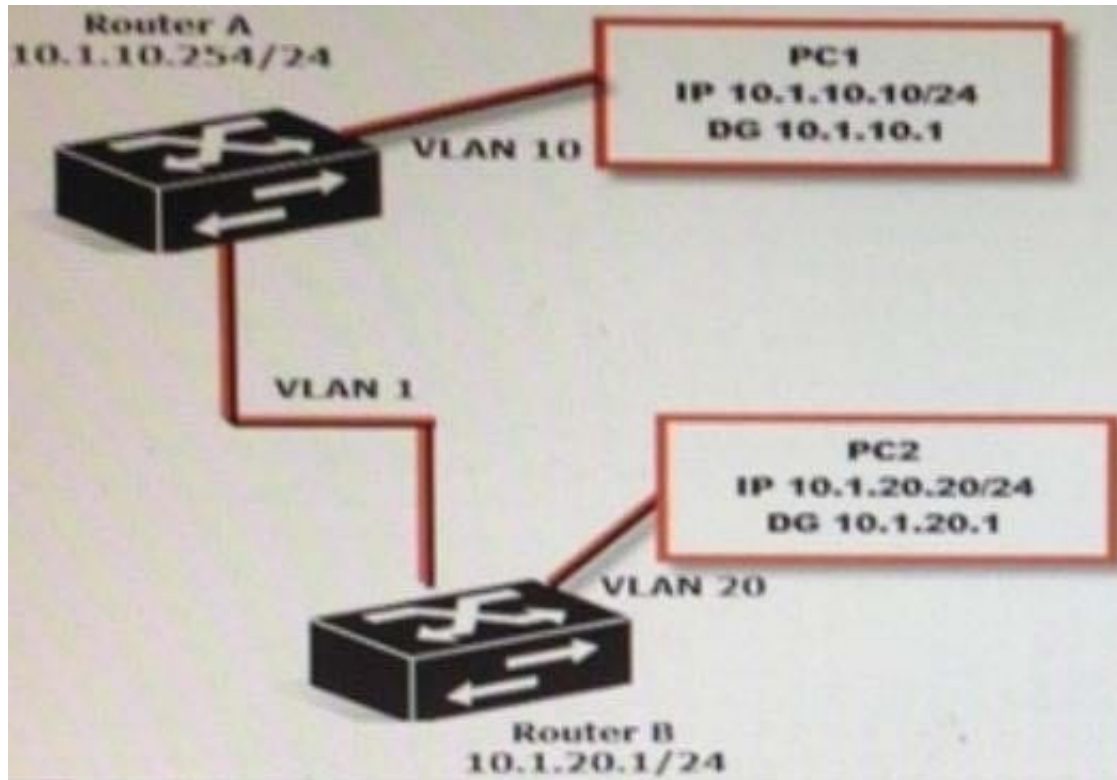 Router A
10.1.10.254/24
PC1
IP 10.1.10.10/24
DG 10.1.10.1
VLAN 10
VLAN 1
PC2
IP 10.1.20.20/24
DG 10.1.20.1
VLAN 20
Router B
10.1.20.1/24